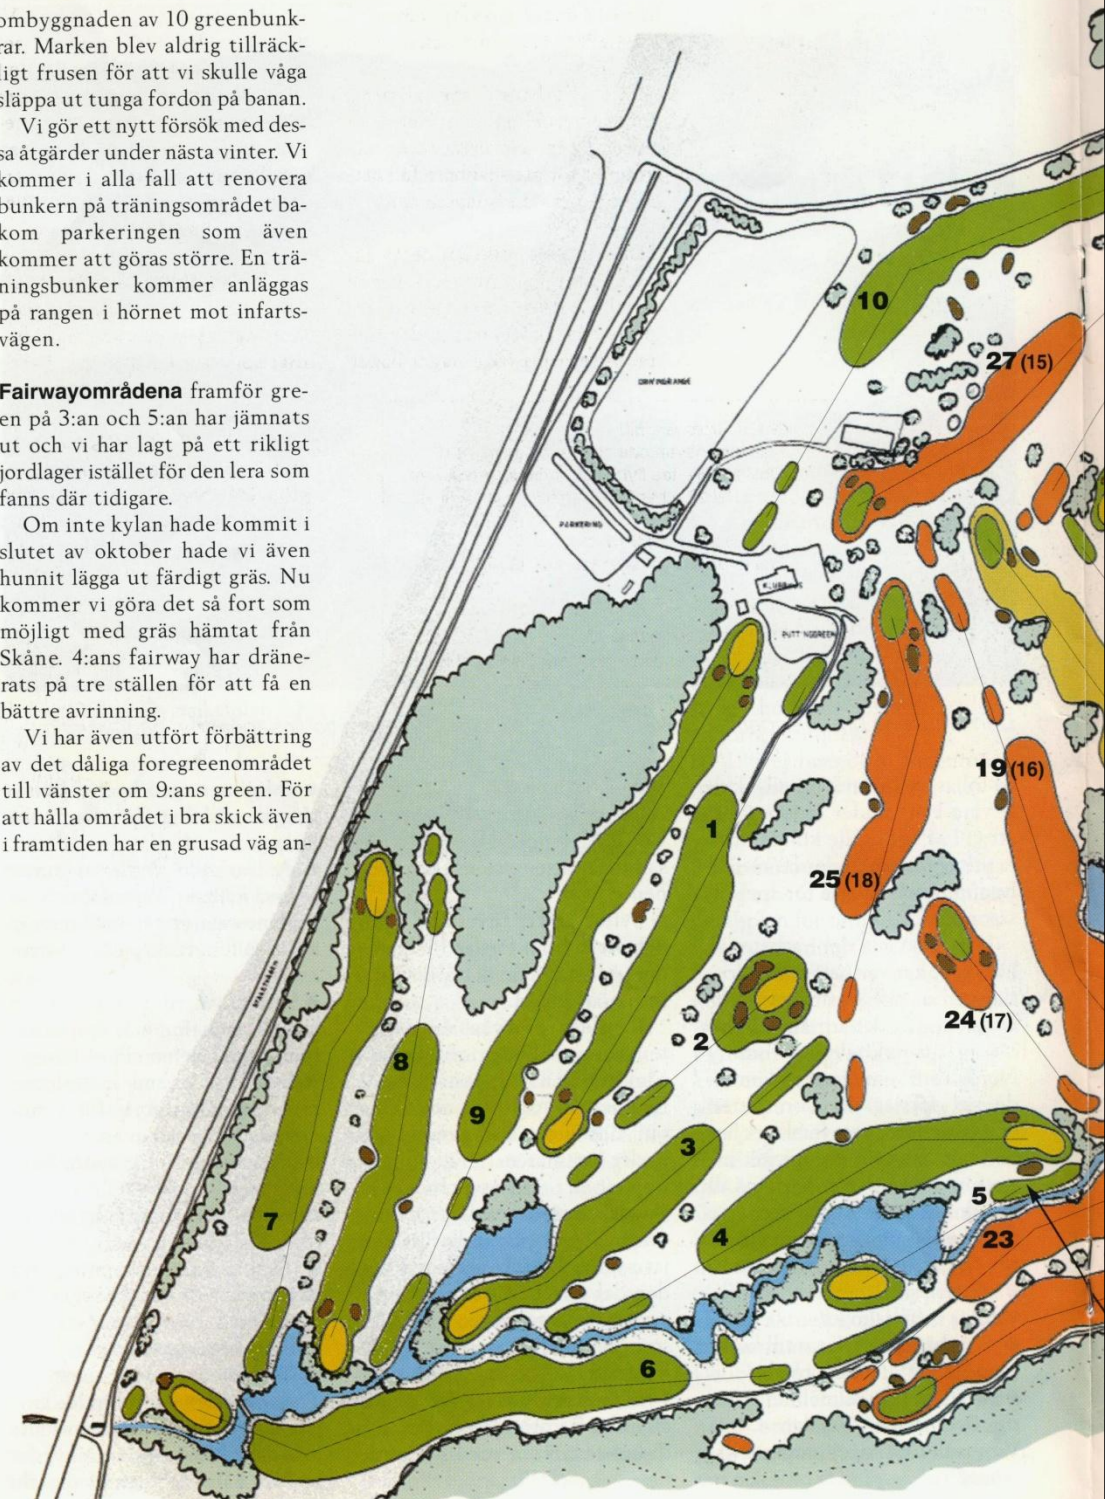 ombyggnaden av 10 greenbunk-
rar. Marken blev aldrig tillräck-
ligt frusen för att vi skulle våga
släppa ut tunga fordon på banan.
Vi gör ett nytt försök med des-
sa åtgärder under nästa vinter. Vi
kommer i alla fall att renovera
bunkern på träningsområdet ba-
kom parkeringen som även
kommer att göras större. En trä-
ningsbunker kommer anläggas
på rangen i hörnet mot infarts-
vägen.
Fairwayområdena framför gre-
en på 3:an och 5:an har jämnats
ut och vi har lagt på ett rikligt
jordlager istället för den lera som
fanns där tidigare.
Om inte kylan hade kommit i
slutet av oktober hade vi även
hunnit lägga ut färdigt gräs. Nu
kommer vi göra det så fort som
möjligt med gräs hämtat från
Skåne. 4:ans fairway har dräne-
rats på tre ställen för att få en
bättre avrinning.
Vi har även utfört förbättring
av det dåliga foregreenområdet
till vänster om 9:ans green. För
att hålla området i bra skick även
i framtiden har en grusad väg an-
10
27 (15)
DRIVINGRANGE
PARKERING
KLUBBHUS
PUTTINGGREEN
19 (16)
1
25 (18)
24 (17)
2
8
9
3
7
5
4
23
6